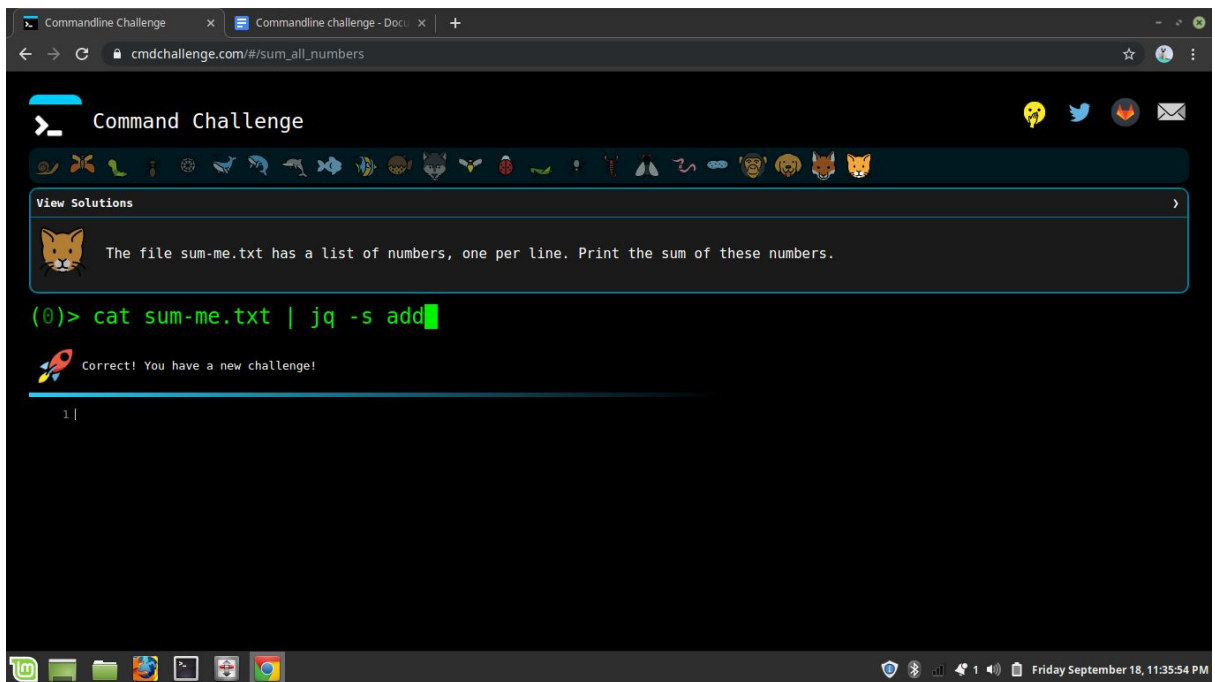 Commandline Challenge
Commandline challenge - Docu
cmdchallenge.com/#/sum_all_numbers
Command Challenge
View Solutions
The file sum-me.txt has a list of numbers, one per line. Print the sum of these numbers.
(0)> cat sum-me.txt | jq -s add
Correct! You have a new challenge!
1
1 Friday September 18, 11:35:54 PM